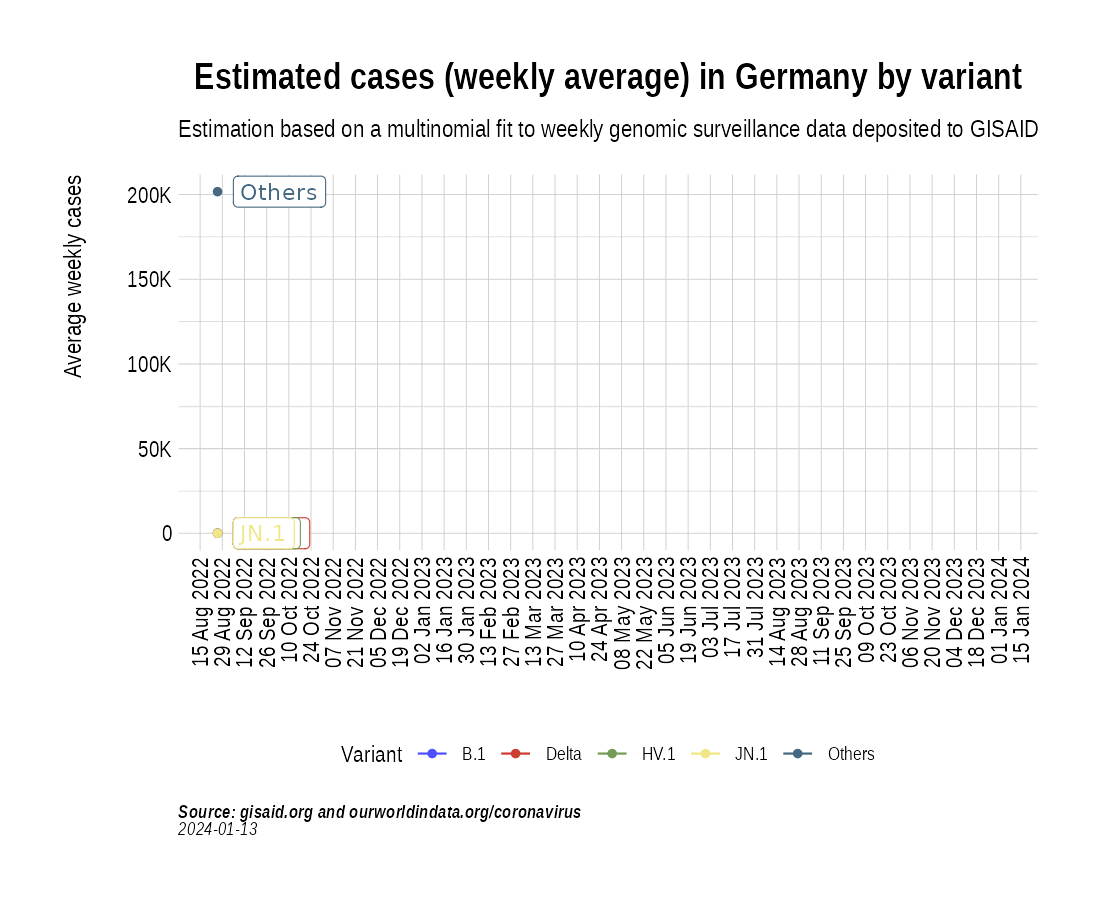 Estimated cases (weekly average) in Germany by variant
Estimation based on a multinomial fit to weekly genomic surveillance data deposited to GISAID
Average weekly cases
200K
150K
100K
50K
0
Others
JN.1
15 Aug 2022
29 Aug 2022
12 Sep 2022
26 Sep 2022
10 Oct 2022
24 Oct 2022
07 Nov 2022
21 Nov 2022
05 Dec 2022
19 Dec 2022
02 Jan 2023
16 Jan 2023
30 Jan 2023
13 Feb 2023
27 Feb 2023
13 Mar 2023
27 Mar 2023
10 Apr 2023
24 Apr 2023
08 May 2023
22 May 2023
05 Jun 2023
19 Jun 2023
03 Jul 2023
17 Jul 2023
31 Jul 2023
14 Aug 2023
28 Aug 2023
11 Sep 2023
25 Sep 2023
09 Oct 2023
23 Oct 2023
06 Nov 2023
20 Nov 2023
04 Dec 2023
18 Dec 2023
01 Jan 2024
15 Jan 2024
Variant B.1 Delta HV.1 JN.1 Others
Source: gisaid.org and ourworldindata.org/coronavirus
2024-01-13